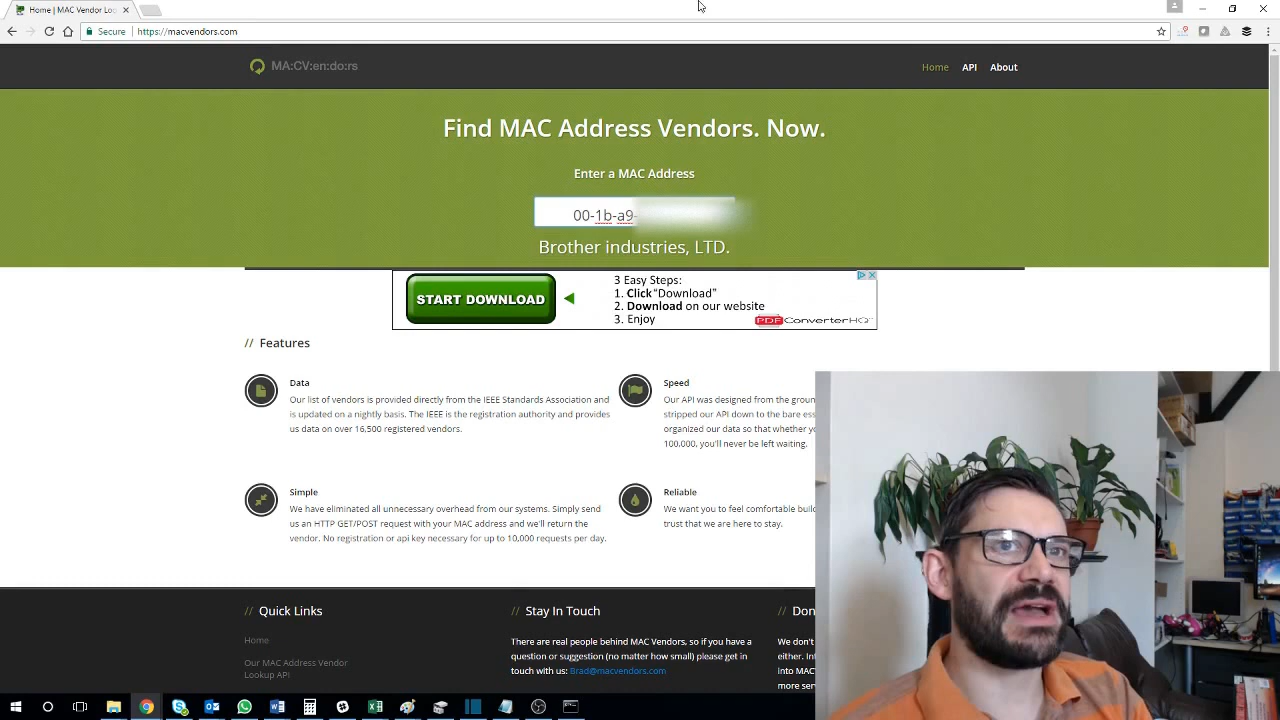 Home | MAC Vendor Loo
Secure
https://macvendors.com
MA:CV:en:do:rs
Home
API
About
Find MAC Address Vendors. Now.
Enter a MAC Address
00-1b-a9-
Brother industries, LTD.
START DOWNLOAD
3 Easy Steps:
1. Click “Download”
2. Download on our website
3. Enjoy
PDFConverterHQ
// Features
Data
Our list of vendors is provided directly from the IEEE Standards Association and
is updated on a nightly basis. The IEEE is the registration authority and provides
us data on over 16,500 registered vendors.
Speed
Our API was designed from the groun
stripped our API down to the bare ess
organized our data so that whether yo
100,000, you'll never be left waiting.
Simple
We have eliminated all unnecessary overhead from our systems. Simply send
us an HTTP GET/POST request with your MAC address and we'll return the
vendor. No registration or api key necessary for up to 10,000 requests per day.
Reliable
We want you to feel comfortable buil
trust that we are here to stay.
// Quick Links
Home
Our MAC Address Vendor
Lookup API
// Stay In Touch
There are real people behind MAC Vendors, so if you have a
question or suggestion (no matter how small) please get in
touch with us: Brad@macvendors.com
// Don
We don't
either. Int
into MAC
more serv